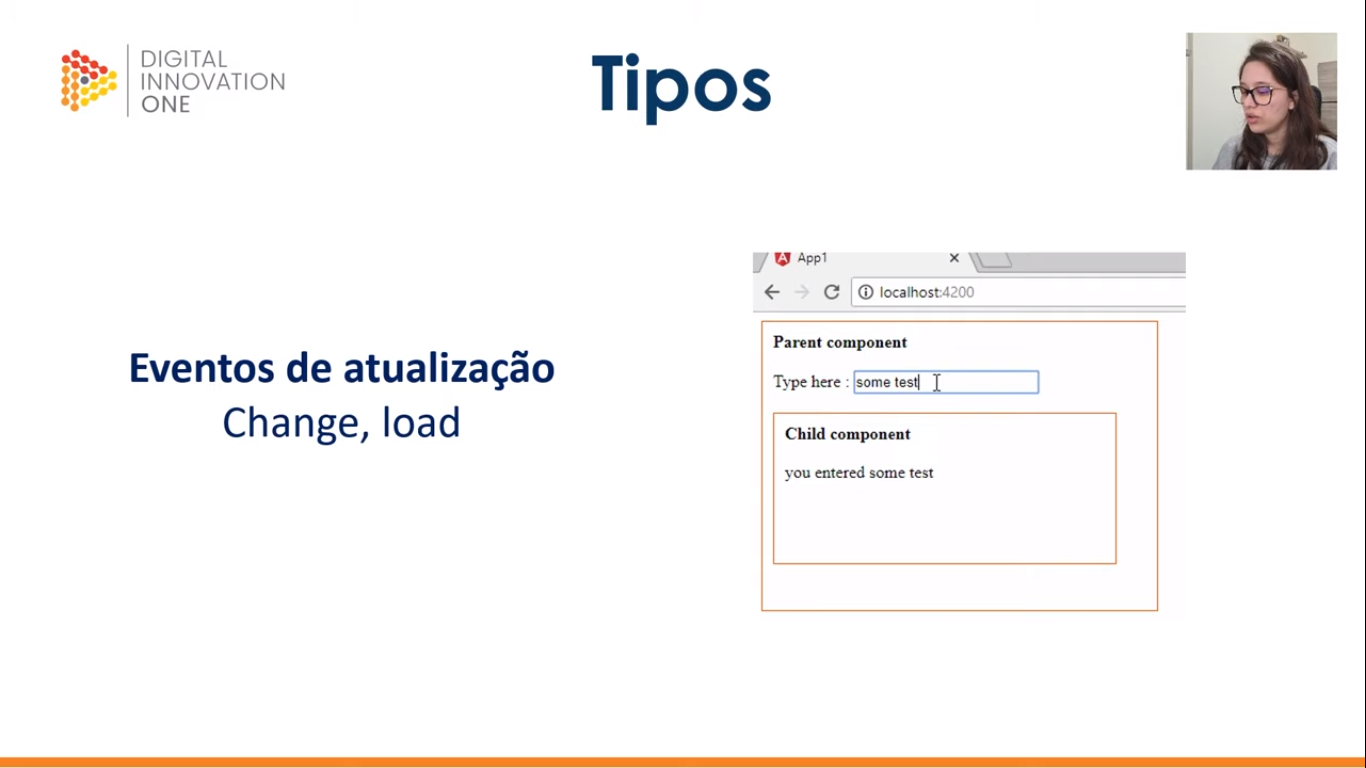 DIGITAL
INNOVATION
ONE
Tipos
Eventos de atualização
Change, load
App1
localhost:4200
Parent component
Type here : some test
Child component
you entered some test